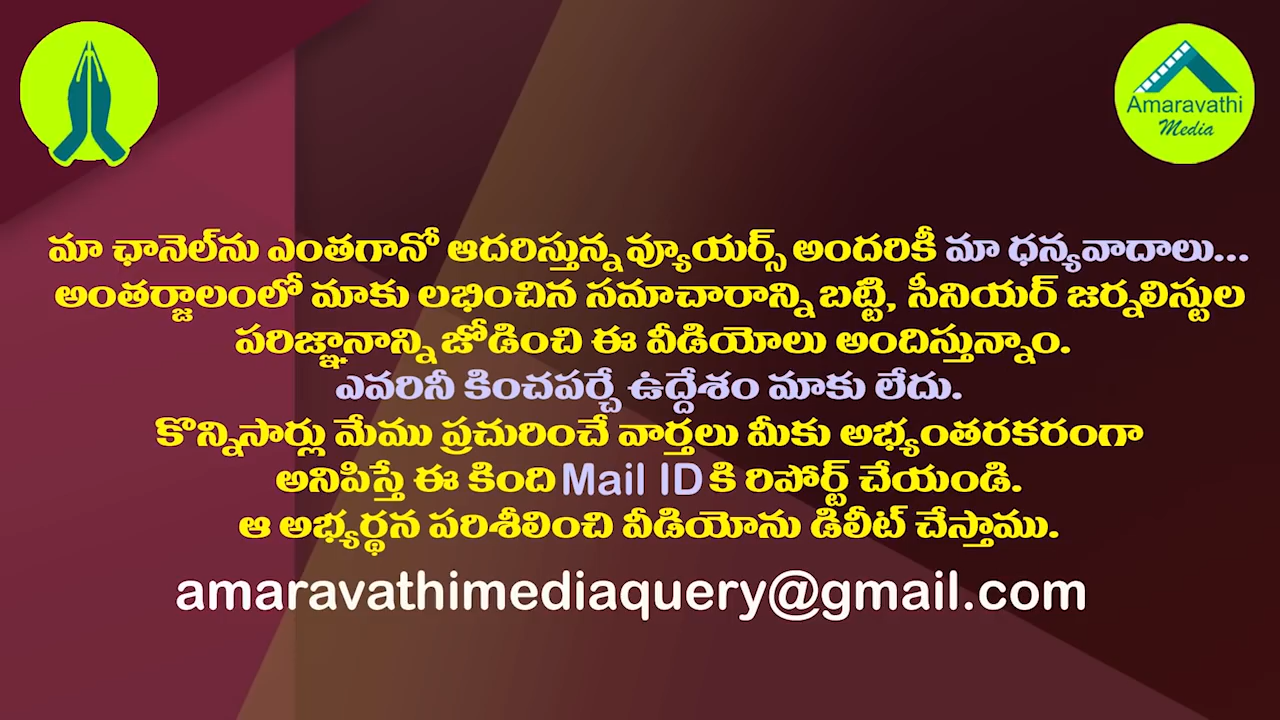 Amaravathi
Media
మా ఛానెల్‌ను ఎంతగానో ఆదరిస్తున్న వ్యూయర్స్ అందరికీ మా ధన్యవాదాలు...
అంతర్జాలంలో మాకు లభించిన సమాచారాన్ని బట్టి, సీనియర్ జర్నలిస్టుల
పరిజ్ఞానాన్ని జోడించి ఈ వీడియోలు అందిస్తున్నాం.
ఎవరినీ కించపర్చే ఉద్దేశం మాకు లేదు.
కొన్నిసార్లు మేము ప్రచురించే వార్తలు మీకు అభ్యంతరకరంగా
అనిపిస్తే ఈ కింది Mail ID కి రిపోర్ట్ చేయండి.
ఆ అభ్యర్థన పరిశీలించి వీడియోను డిలీట్ చేస్తాము.
amaravathimediaquery@gmail.com